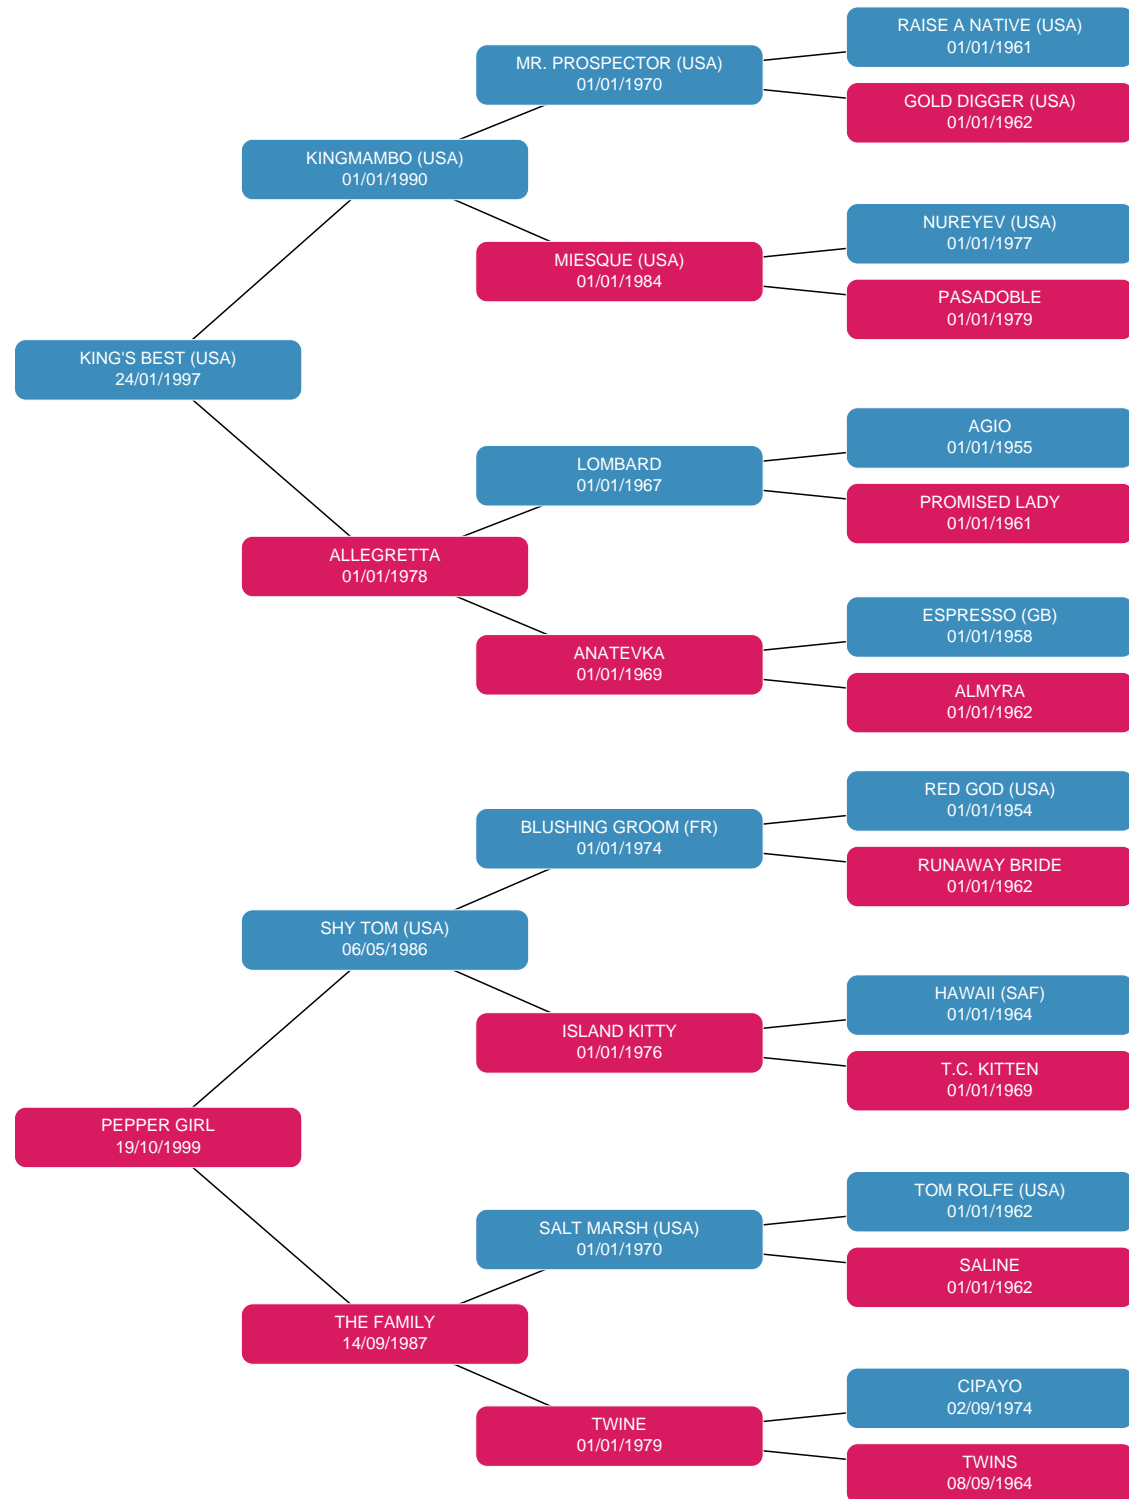 RAISE A NATIVE (USA)
01/01/1961
MR. PROSPECTOR (USA)
01/01/1970
GOLD DIGGER (USA)
01/01/1962
KINGMAMBO (USA)
01/01/1990
NUREYEV (USA)
01/01/1977
MIESQUE (USA)
01/01/1984
PASADOBLE
01/01/1979
KING'S BEST (USA)
24/01/1997
AGIO
01/01/1955
LOMBARD
01/01/1967
PROMISED LADY
01/01/1961
ALLEGRETTA
01/01/1978
ESPRESSO (GB)
01/01/1958
ANATEVKA
01/01/1969
ALMYRA
01/01/1962
RED GOD (USA)
01/01/1954
BLUSHING GROOM (FR)
01/01/1974
RUNAWAY BRIDE
01/01/1962
SHY TOM (USA)
06/05/1986
HAWAII (SAF)
01/01/1964
ISLAND KITTY
01/01/1976
T.C. KITTEN
01/01/1969
PEPPER GIRL
19/10/1999
TOM ROLFE (USA)
01/01/1962
SALT MARSH (USA)
01/01/1970
SALINE
01/01/1962
THE FAMILY
14/09/1987
CIPAYO
02/09/1974
TWINE
01/01/1979
TWINS
08/09/1964